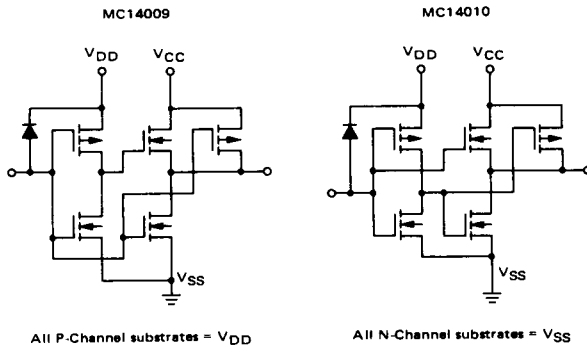 MC14009
MC14010
VDD
VCC
VDD
VCC
VSS
VSS
All P-Channel substrates = VDD
All N-Channel substrates = VSS